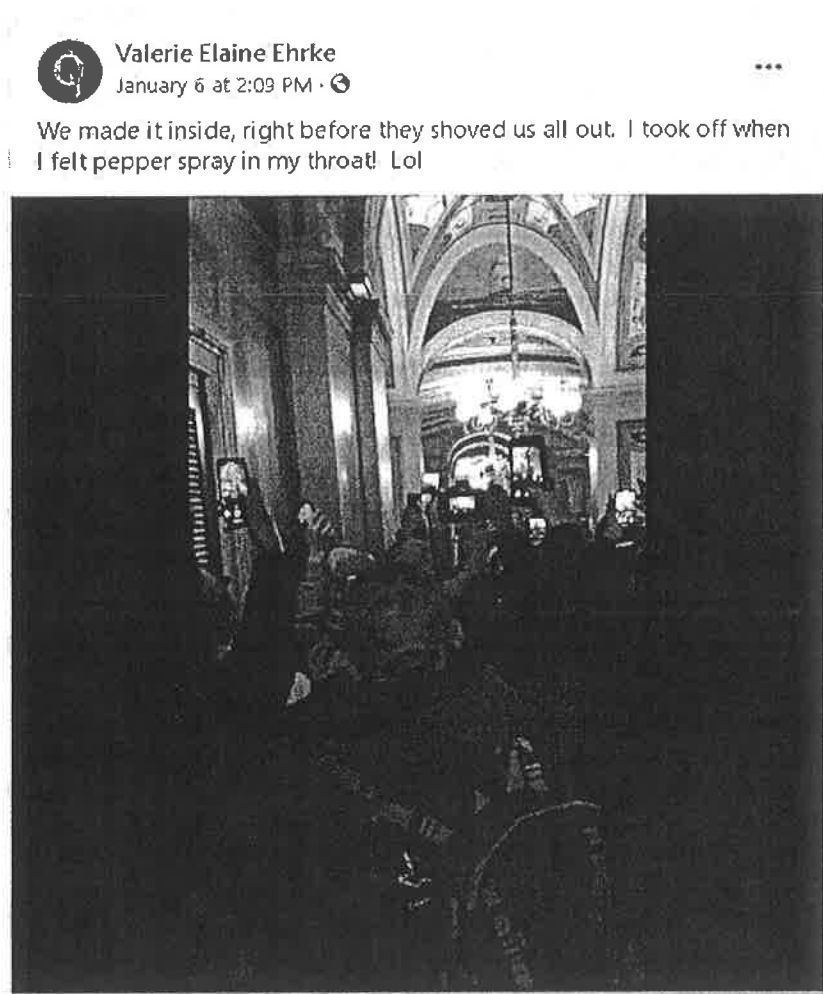 Valerie Elaine Ehrke
January 6 at 2:09 PM ·
We made it inside, right before they shoved us all out. I took off when
I felt pepper spray in my throat! Lol